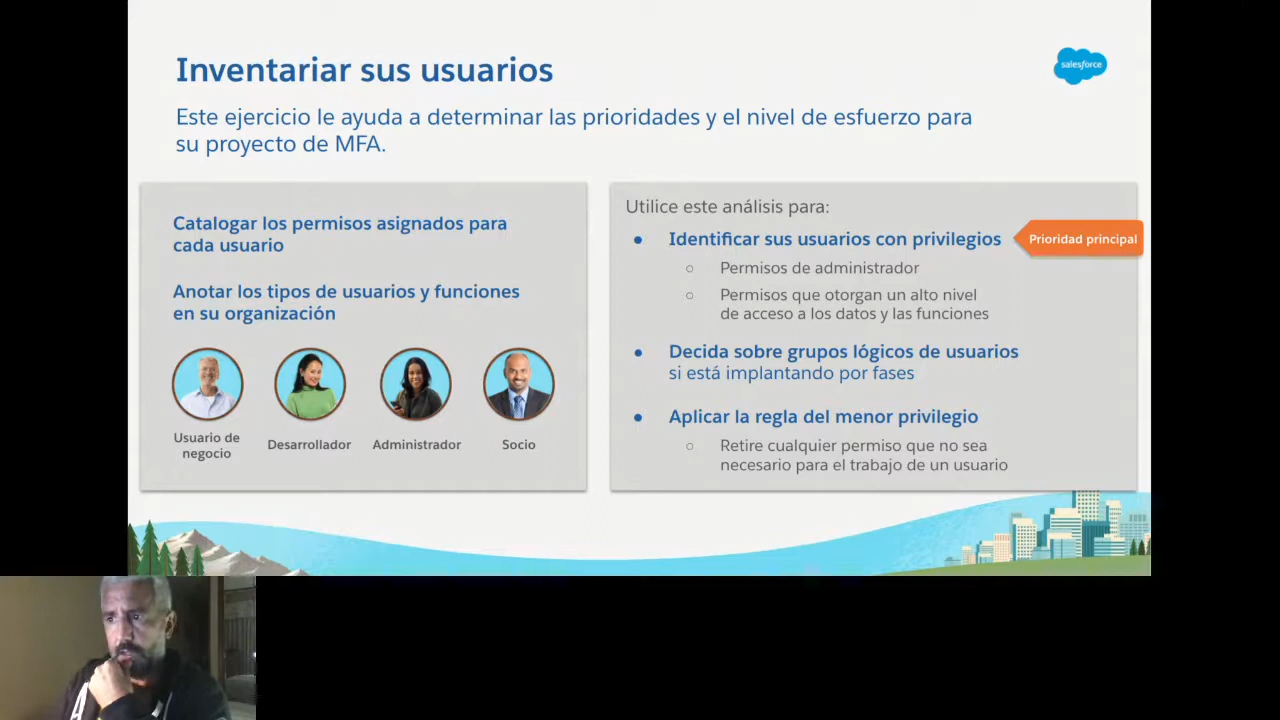 Inventariar sus usuarios
salesforce
Este ejercicio le ayuda a determinar las prioridades y el nivel de esfuerzo para
su proyecto de MFA.
Catalogar los permisos asignados para
cada usuario
Anotar los tipos de usuarios y funciones
en su organización
Usuario de
negocio
Desarrollador
Administrador
Socio
Utilice este análisis para:
● Identificar sus usuarios con privilegios
Prioridad principal
○ Permisos de administrador
○ Permisos que otorgan un alto nivel
de acceso a los datos y las funciones
● Decida sobre grupos lógicos de usuarios
si está implantando por fases
● Aplicar la regla del menor privilegio
○ Retire cualquier permiso que no sea
necesario para el trabajo de un usuario